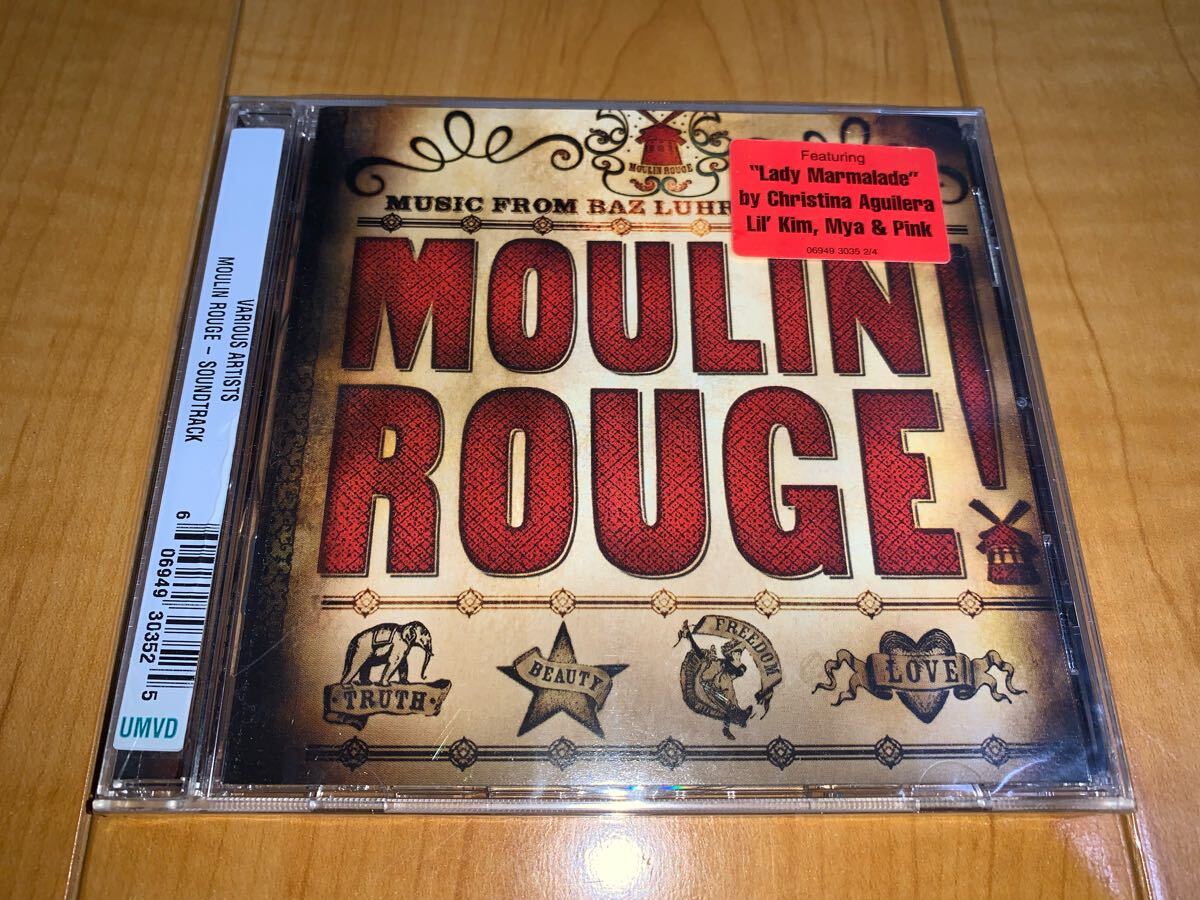 VARIOUS ARTISTS
MOULIN ROUGE - SOUNDTRACK
6 06949 30352 5
UMVD
MOULIN ROUGE
MUSIC FROM BAZ
Featuring
"Lady Marmalade"
by Christina Aguilera
Lil' Kim, Mya & Pink
06949 3035 2/4
MOULIN
ROUGE!
TRUTH
BEAUTY
FREEDOM
LOVE